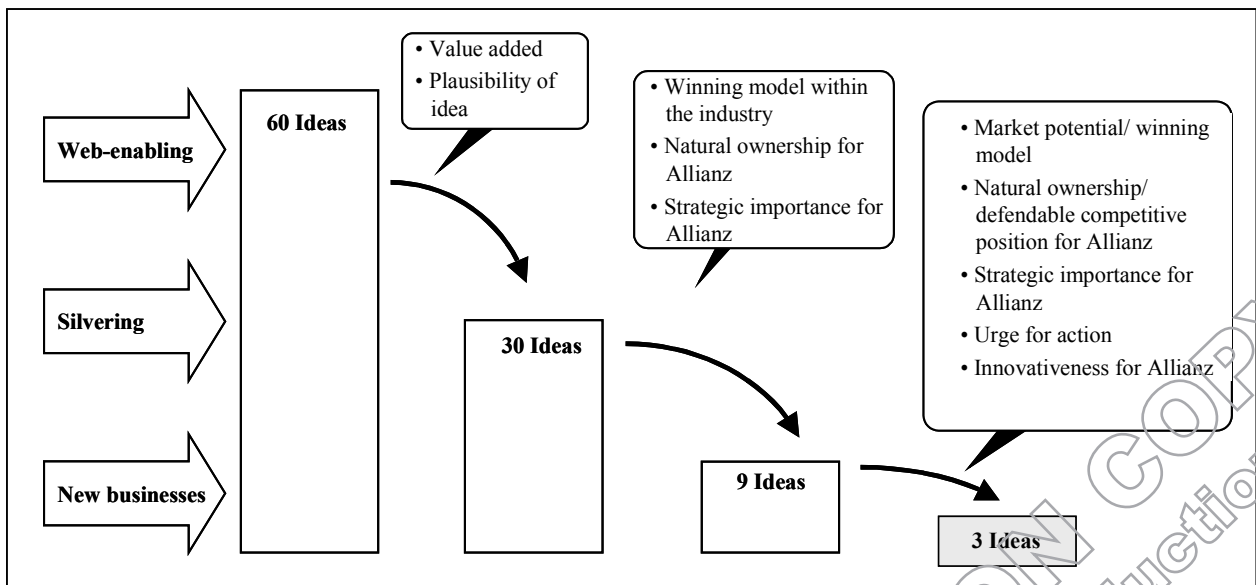 Web-enabling
Silvering
New businesses
60 Ideas
• Value added
• Plausibility of
idea
30 Ideas
• Winning model within
the industry
• Natural ownership for
Allianz
• Strategic importance for
Allianz
9 Ideas
• Market potential/ winning
model
• Natural ownership/
defendable competitive
position for Allianz
• Strategic importance for
Allianz
• Urge for action
• Innovativeness for Allianz
3 Ideas
ON COPY